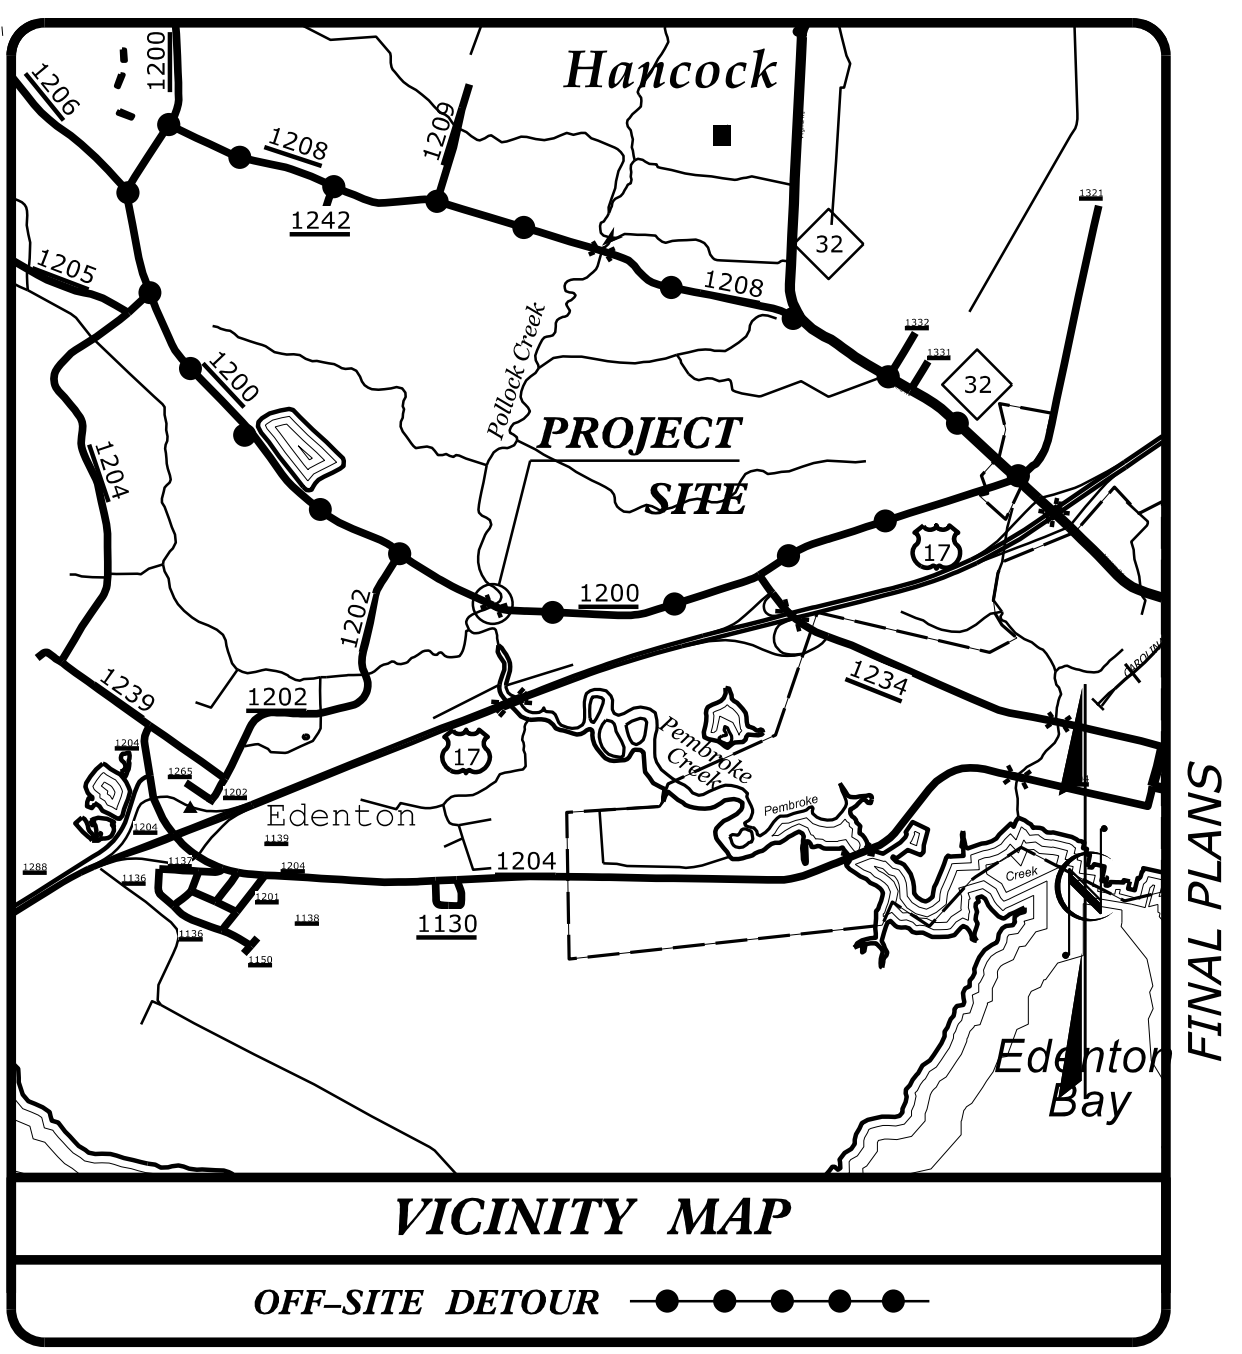 1200
1206
Hancock
1209
1208
1242
1321
32
1205
1208
1332
1331
Pollock Creek
1200
32
PROJECT
SITE
1204
17
1200
1202
CAROLIN
1239
1234
1202
Pembroke
Creek
17
1204
1265
1202
Pembroke
Edenton
1204
1139
1137
1204
1204
1288
1136
Creek
1201
1138
1130
1136
1150
FINAL PLANS
Edenton
Bay
VICINITY MAP
OFF–SITE DETOUR